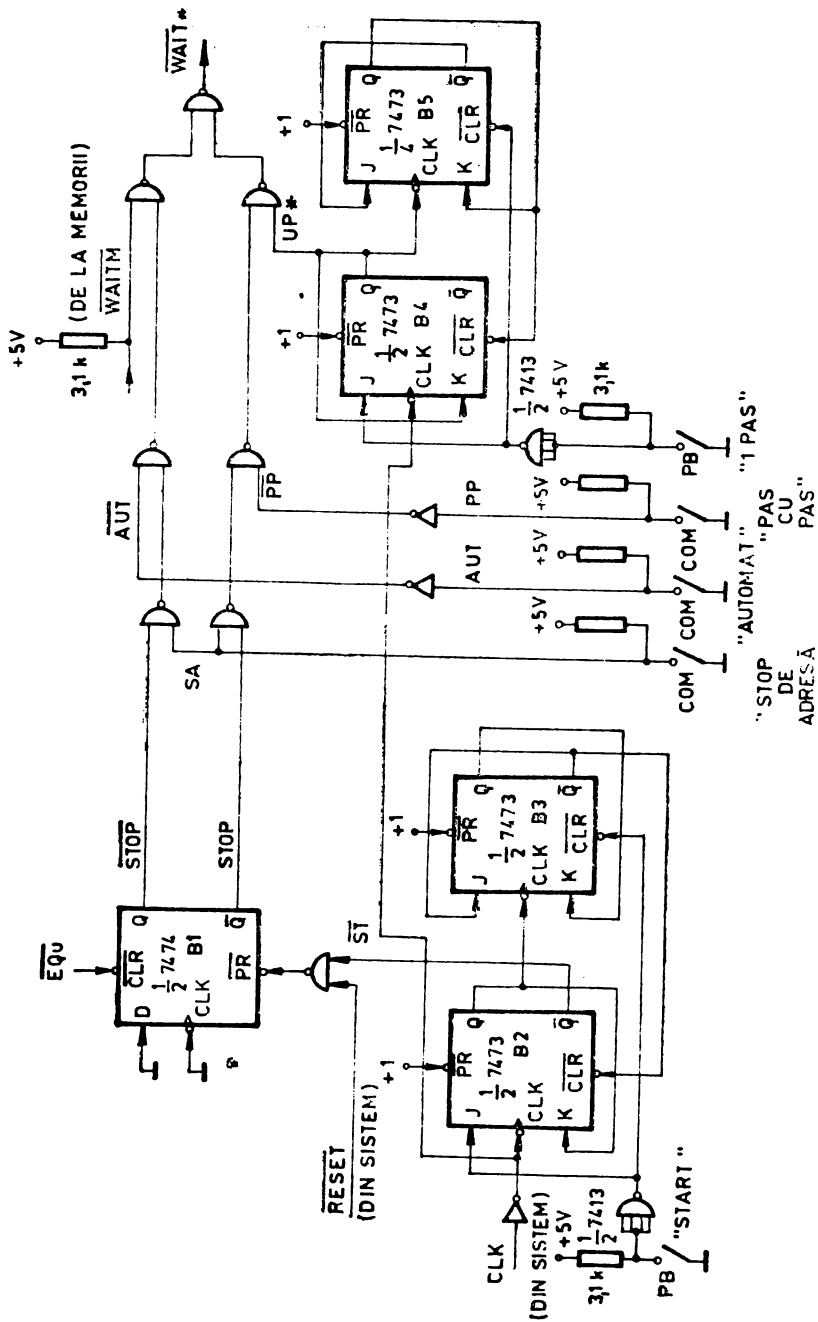 WAIT*
+5V
3,1k
(DE LA MEMORII)
WAITM
UP*
+1
PR
J
Q
1/4 7473
B5
CLK
K
CLR
Q
+1
PR
J
Q
1/2 7473
B4
CLK
K
CLR
Q
AUT
PP
SA
AUT
PP
1/2 7413
+5V
3,1k
PB
"1 PAS"
+5V
COM
"PAS
CU
PAS"
+5V
COM
"AUTOMAT"
+5V
COM
"STOP
DE
ADRESĂ
STOP
STOP
EQU
CLR
D
Q
1/2 7474
B1
CLK
PR
Q
ST
RESET
(DIN SISTEM)
+1
PR
J
Q
1/2 7473
B3
CLK
K
CLR
Q
+1
PR
J
Q
1/2 7473
B2
CLK
K
CLR
Q
CLK
(DIN SISTEM)
+5V
3,1k
1/2 7413
PB
"START"